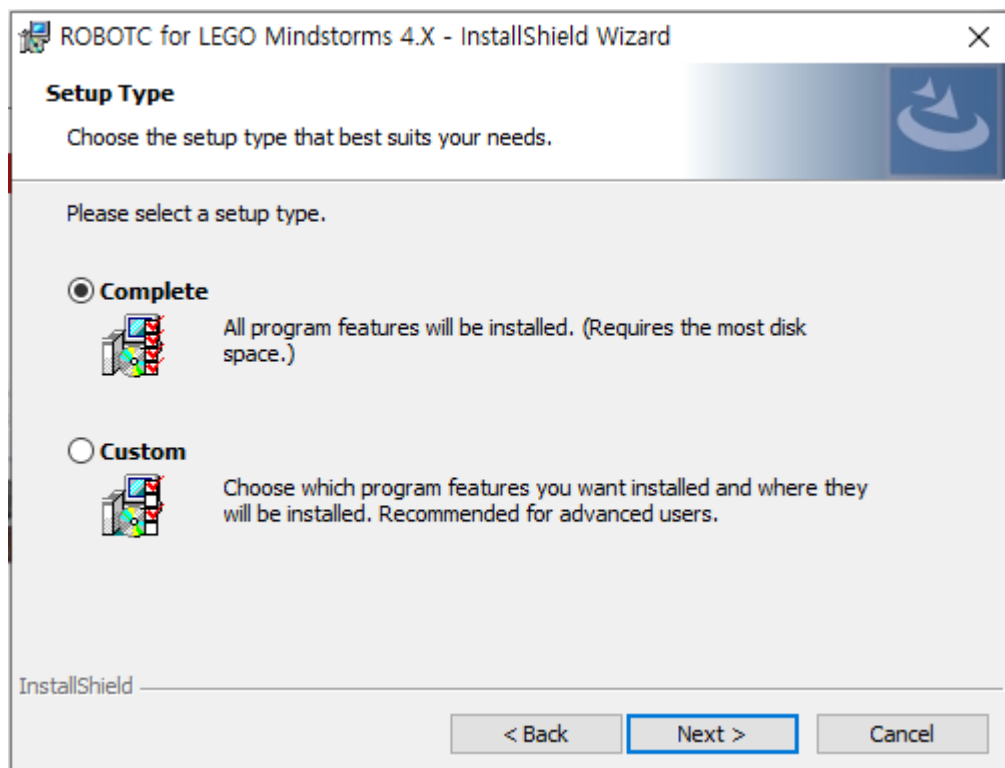 ROBOTC for LEGO Mindstorms 4.X - InstallShield Wizard
Setup Type
Choose the setup type that best suits your needs.
Please select a setup type.
Complete
All program features will be installed. (Requires the most disk
space.)
Custom
Choose which program features you want installed and where they
will be installed. Recommended for advanced users.
InstallShield
< Back
Next >
Cancel